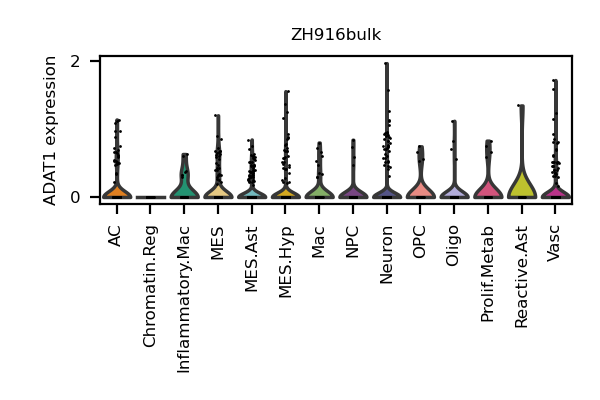 ZH916bulk
ADAT1 expression
2
0
AC
Chromatin.Reg
Inflammatory.Mac
MES
MES.Ast
MES.Hyp
Mac
NPC
Neuron
OPC
Oligo
Prolif.Metab
Reactive.Ast
Vasc